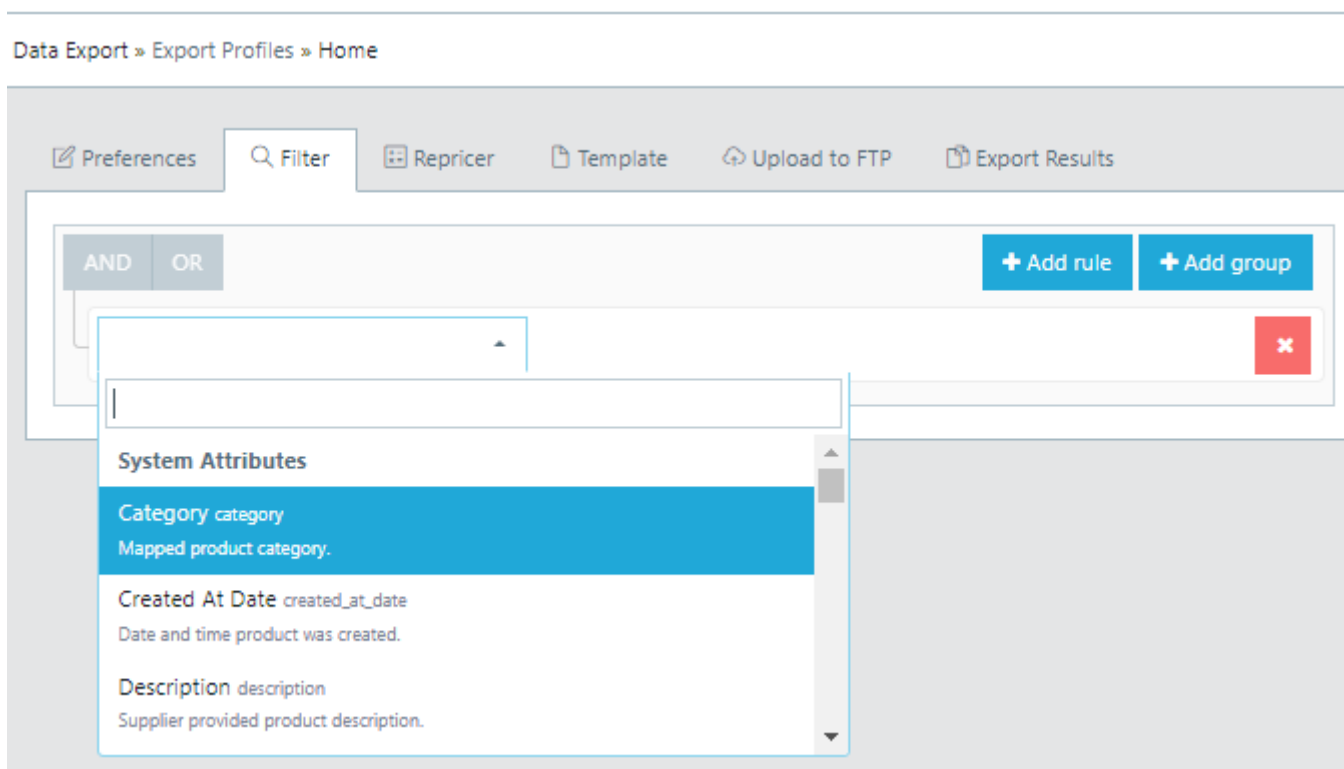 Data Export » Export Profiles » Home
Preferences Filter Repricer Template Upload to FTP Export Results
AND OR Add rule Add group
System Attributes
Category category
Mapped product category.
Created At Date created_at_date
Date and time product was created.
Description description
Supplier provided product description.